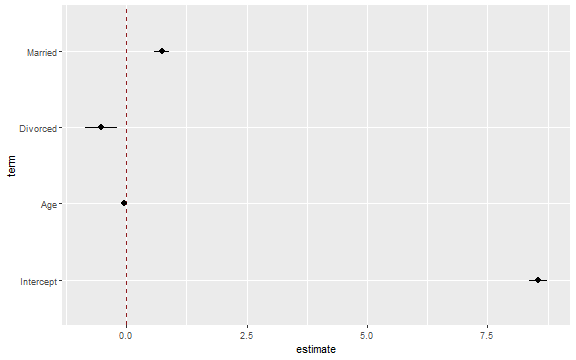 Married
Divorced
Age
Intercept
term
0.0 2.5 5.0 7.5
estimate